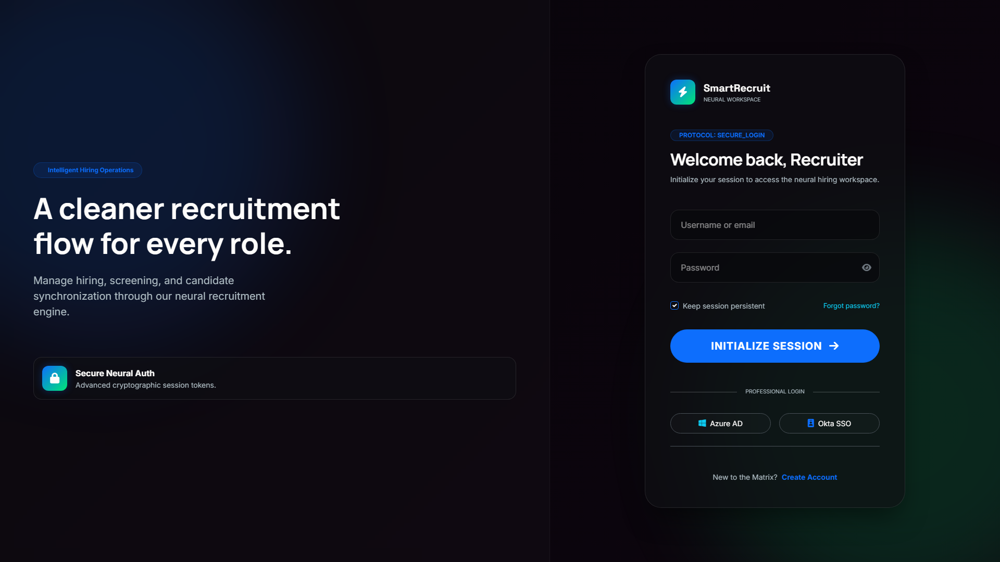 Intelligent Hiring Operations
A cleaner recruitment
flow for every role.
Manage hiring, screening, and candidate
synchronization through our neural recruitment
engine.
Secure Neural Auth
Advanced cryptographic session tokens.
SmartRecruit
NEURAL WORKSPACE
PROTOCOL: SECURE_LOGIN
Welcome back, Recruiter
Initialize your session to access the neural hiring workspace.
Username or email
Password
Keep session persistent
Forgot password?
INITIALIZE SESSION
PROFESSIONAL LOGIN
Azure AD
Okta SSO
New to the Matrix? Create Account